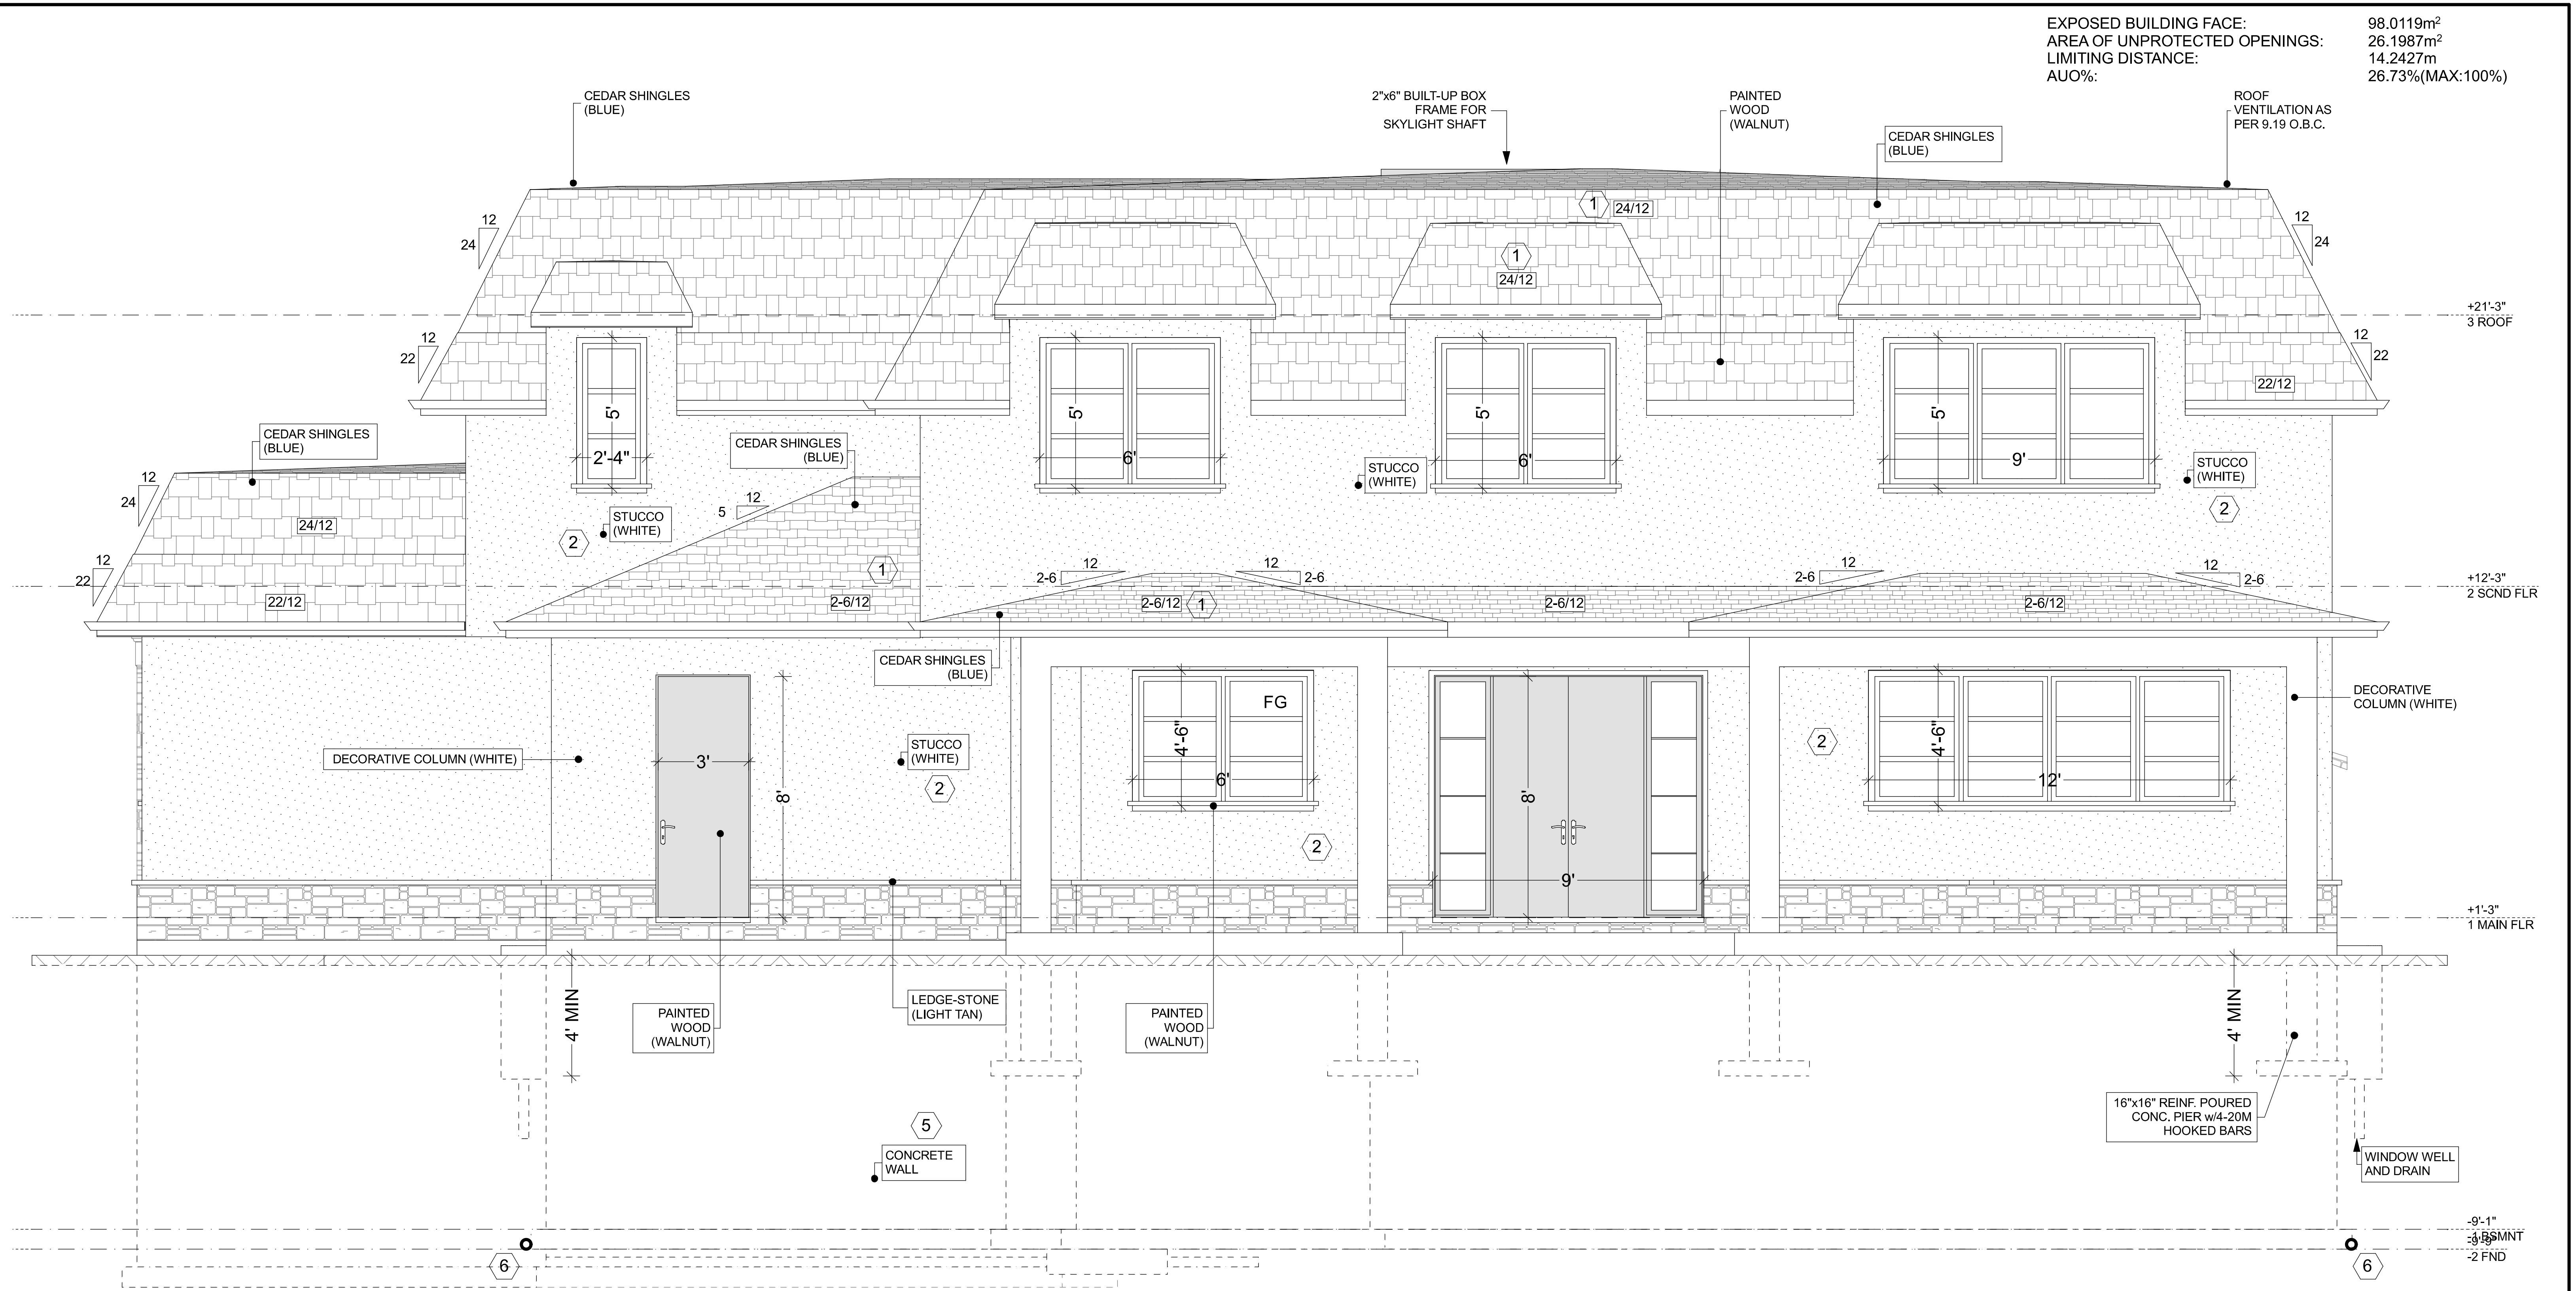 EXPOSED BUILDING FACE: 98.0119m²
AREA OF UNPROTECTED OPENINGS: 26.1987m²
LIMITING DISTANCE: 14.2427m
AUO%: 26.73%(MAX:100%)
CEDAR SHINGLES
(BLUE)
2"x6" BUILT-UP BOX
FRAME FOR
SKYLIGHT SHAFT
PAINTED
WOOD
(WALNUT)
CEDAR SHINGLES
(BLUE)
ROOF
VENTILATION AS
PER 9.19 O.B.C.
1
24/12
12
24
12
24
1
24/12
+21'-3"
3 ROOF
12
22
12
22
22/12
5'
2'-4"
5'
6'
5'
6'
5'
9'
CEDAR SHINGLES
(BLUE)
CEDAR SHINGLES
(BLUE)
STUCCO
(WHITE)
STUCCO
(WHITE)
2
12
24
24/12
STUCCO
(WHITE)
2
12
5
12
22
22/12
1
2-6/12
12
2-6
12
2-6
2-6/12
1
2-6/12
12
2-6
12
2-6
2-6/12
+12'-3"
2 SCND FLR
CEDAR SHINGLES
(BLUE)
FG
DECORATIVE
COLUMN (WHITE)
DECORATIVE COLUMN (WHITE)
3'
8'
STUCCO
(WHITE)
2
4'-6"
6'
2
8'
9'
2
4'-6"
12'
+1'-3"
1 MAIN FLR
4' MIN
PAINTED
WOOD
(WALNUT)
LEDGE-STONE
(LIGHT TAN)
PAINTED
WOOD
(WALNUT)
4' MIN
16"x16" REINF. POURED
CONC. PIER w/4-20M
HOOKED BARS
5
CONCRETE
WALL
WINDOW WELL
AND DRAIN
-9'-1"
BSMNT
-2 FND
6
6